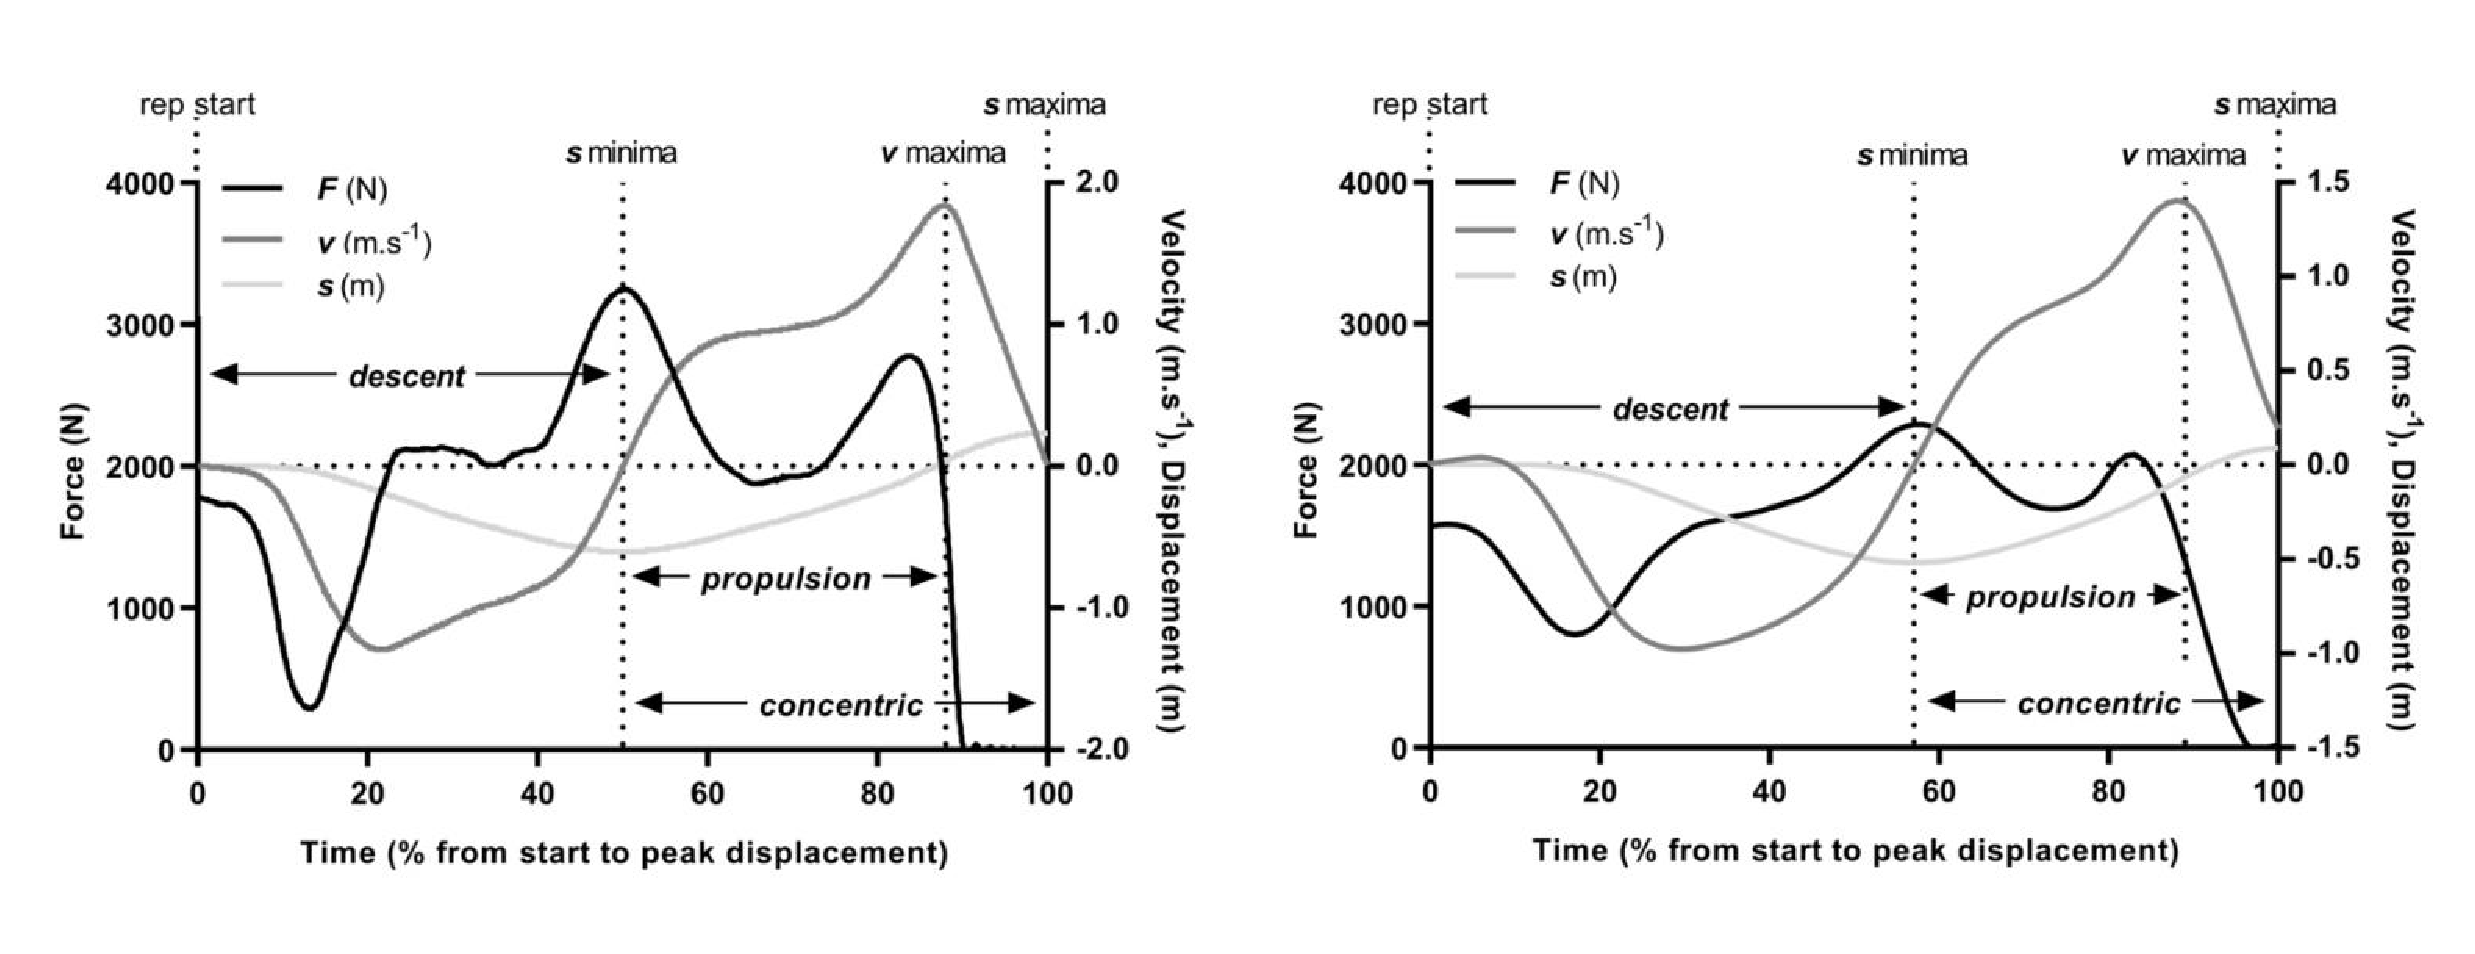 rep start
s maxima
s minima
v maxima
4000
3000
2000
1000
0
F (N)
v (m.s-1)
s (m)
2.0
1.0
0.0
-1.0
-2.0
descent
propulsion
concentric
Force (N)
Velocity (m.s-1), Displacement (m)
0 20 40 60 80 100
Time (% from start to peak displacement)
rep start
s maxima
s minima
v maxima
4000
3000
2000
1000
0
F (N)
v (m.s-1)
s (m)
1.5
1.0
0.5
0.0
-0.5
-1.0
-1.5
descent
propulsion
concentric
Force (N)
Velocity (m.s-1), Displacement (m)
0 20 40 60 80 100
Time (% from start to peak displacement)